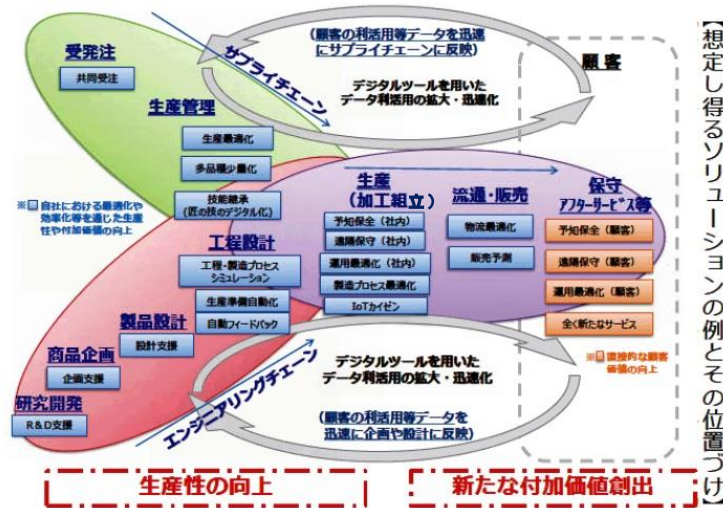 【想定し得るソリューションの例とその位置づけ】
(顧客の利活用等データを迅速
にサプライチェーンに反映)
受発注
共同受注
サプライチェーン
顧客
デジタルツールを用いた
データ利活用の拡大・迅速化
生産管理
生産最適化
多品種少量化
技能継承
(匠の技のデジタル化)
※□自社における最適化や
効率化等を通じた生産
性や付加価値の向上
生産
(加工組立)
予知保全(社内)
遠隔保守(社内)
運用最適化(社内)
製造プロセス最適化
IoTカイゼン
流通・販売
物流最適化
販売予測
保守
アフターサービス等
予知保全(顧客)
遠隔保守(顧客)
運用最適化(顧客)
全く新たなサービス
※□直接的な顧客
価値の向上
工程設計
工程・製造プロセス
シミュレーション
生産準備自動化
自動フィードバック
製品設計
設計支援
商品企画
企画支援
研究開発
R&D支援
エンジニアリングチェーン
デジタルツールを用いた
データ利活用の拡大・迅速化
(顧客の利活用等データを
迅速に企画や設計に反映)
生産性の向上
新たな付加価値創出